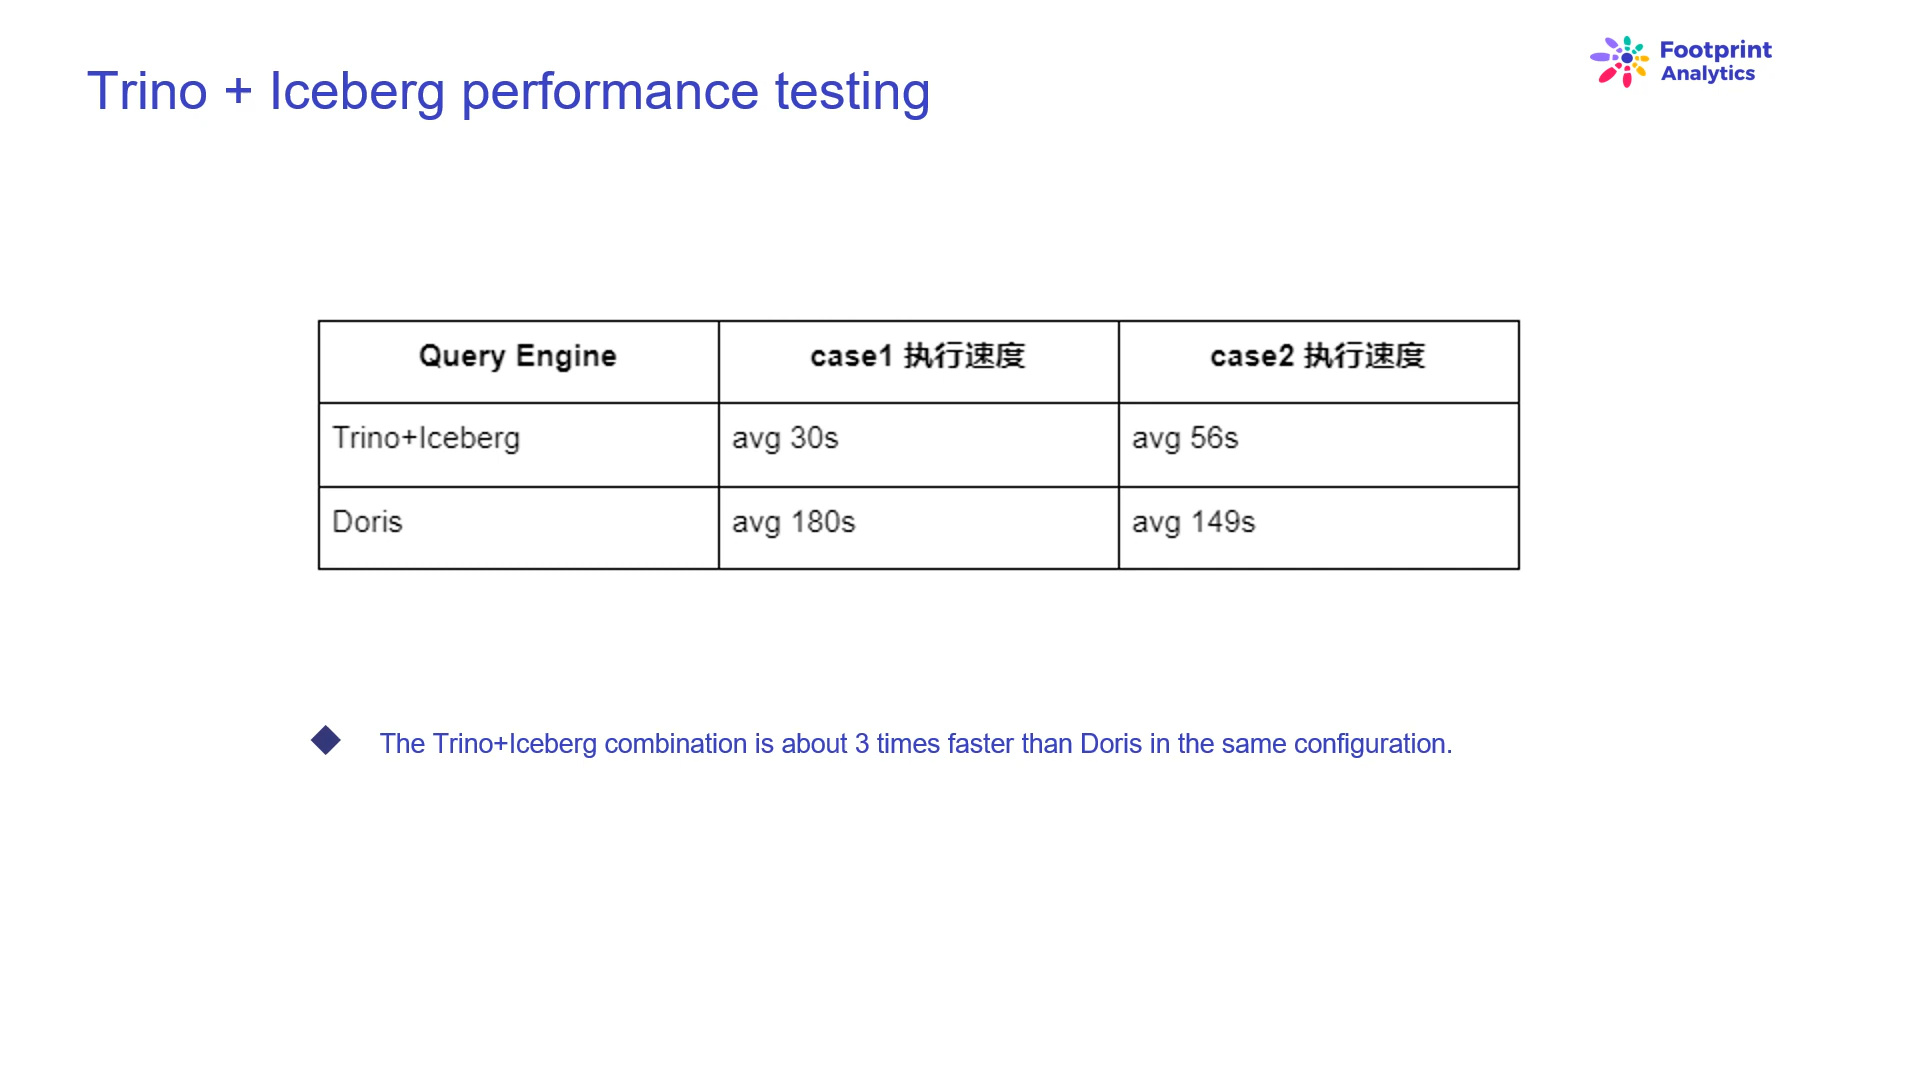 Trino + Iceberg performance testing
Footprint
Analytics
Query Engine case1 执行速度 case2 执行速度
Trino+Iceberg avg 30s avg 56s
Doris avg 180s avg 149s
The Trino+Iceberg combination is about 3 times faster than Doris in the same configuration.